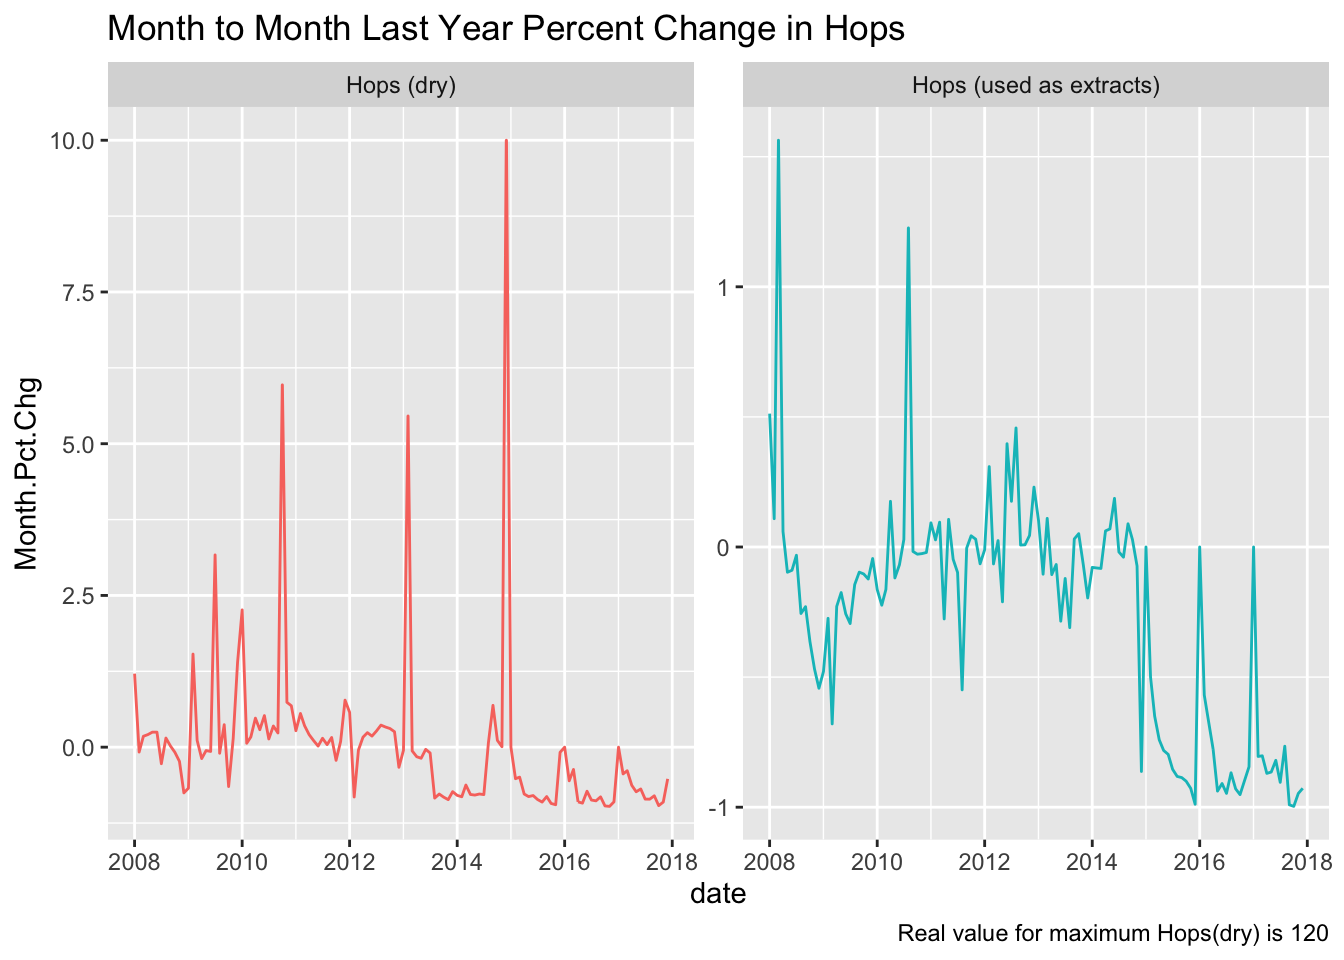 Month to Month Last Year Percent Change in Hops
Hops (dry)
Hops (used as extracts)
Month.Pct.Chg
10.0
7.5
5.0
2.5
0.0
1
0
-1
2008 2010 2012 2014 2016 2018
2008 2010 2012 2014 2016 2018
date
Real value for maximum Hops(dry) is 120